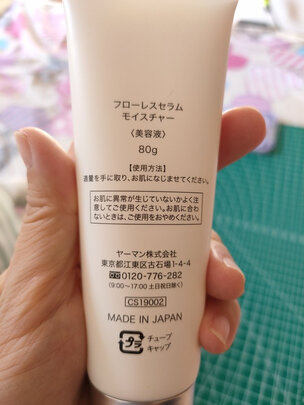 フローレスセラム
モイスチャー
〈美容液〉
80g
【使用方法】
適量を手に取り、お肌になじませてください。
お肌に異常が生じていないかよく注
意してご使用ください。お肌に合わ
ないときは、ご使用をおやめください。
ヤーマン株式会社
東京都江東区古石場1-4-4
0120-776-282
(9:00〜17:00 土日祝日除く)
CS19002
MADE IN JAPAN
プラ
チューブ
キャップ